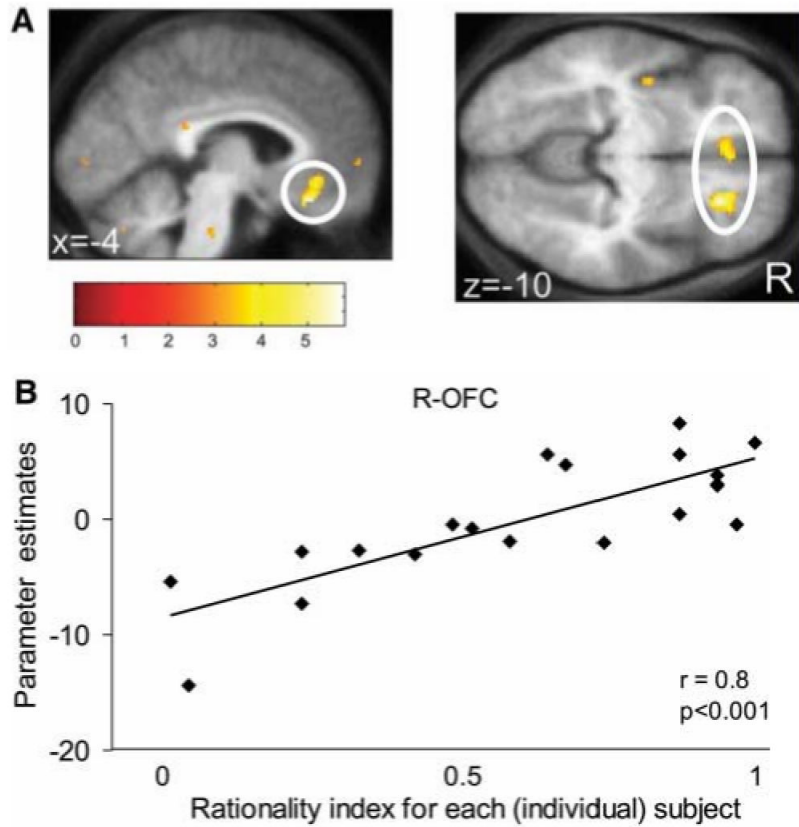 A
x=-4
z=-10
R
0 1 2 3 4 5
B
R-OFC
10
0
-10
-20
Parameter estimates
r = 0.8
p<0.001
0 0.5 1
Rationality index for each (individual) subject